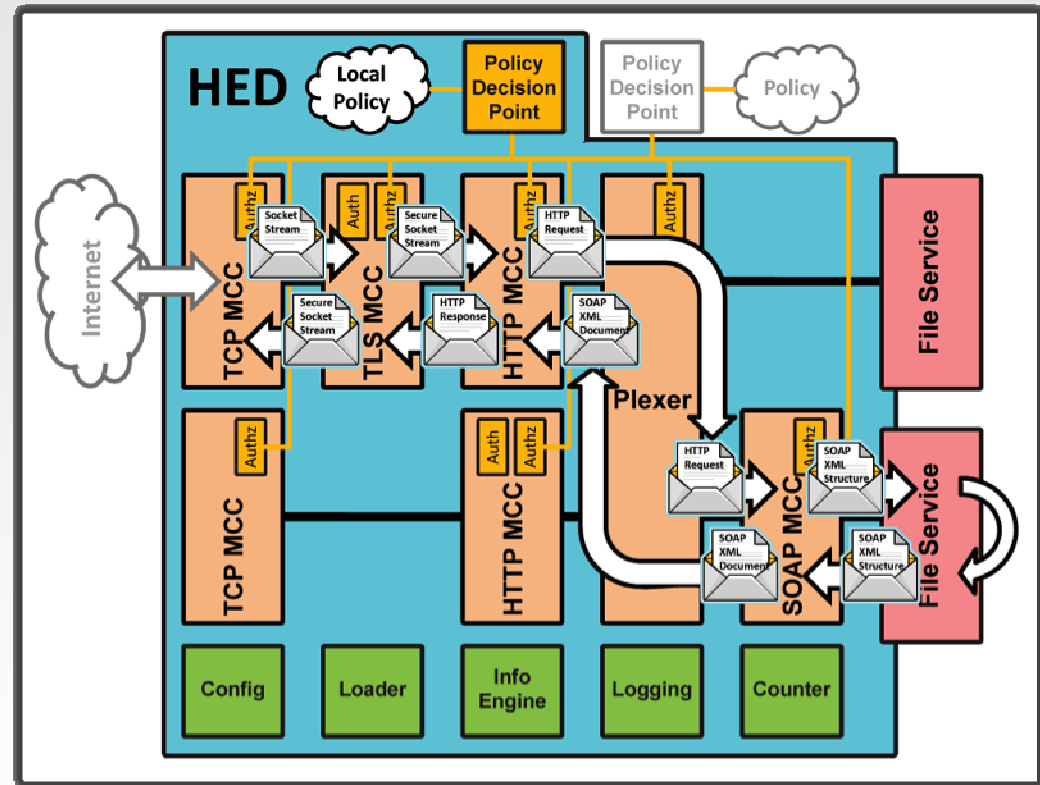 HED
Local
Policy
Policy
Decision
Point
Policy
Decision
Point
Policy
Internet
TCP MCC
Authz
Socket
Stream
Secure
Socket
Stream
TLS MCC
Auth
Authz
Secure
Socket
Stream
HTTP
Response
HTTP MCC
Authz
HTTP
Request
SOAP
XML
Document
Plexer
Authz
File Service
TCP MCC
Authz
HTTP MCC
Auth
Authz
HTTP
Request
SOAP
XML
Document
SOAP MCC
Authz
SOAP
XML
Structure
SOAP
XML
Structure
File Service
Config
Loader
Info
Engine
Logging
Counter